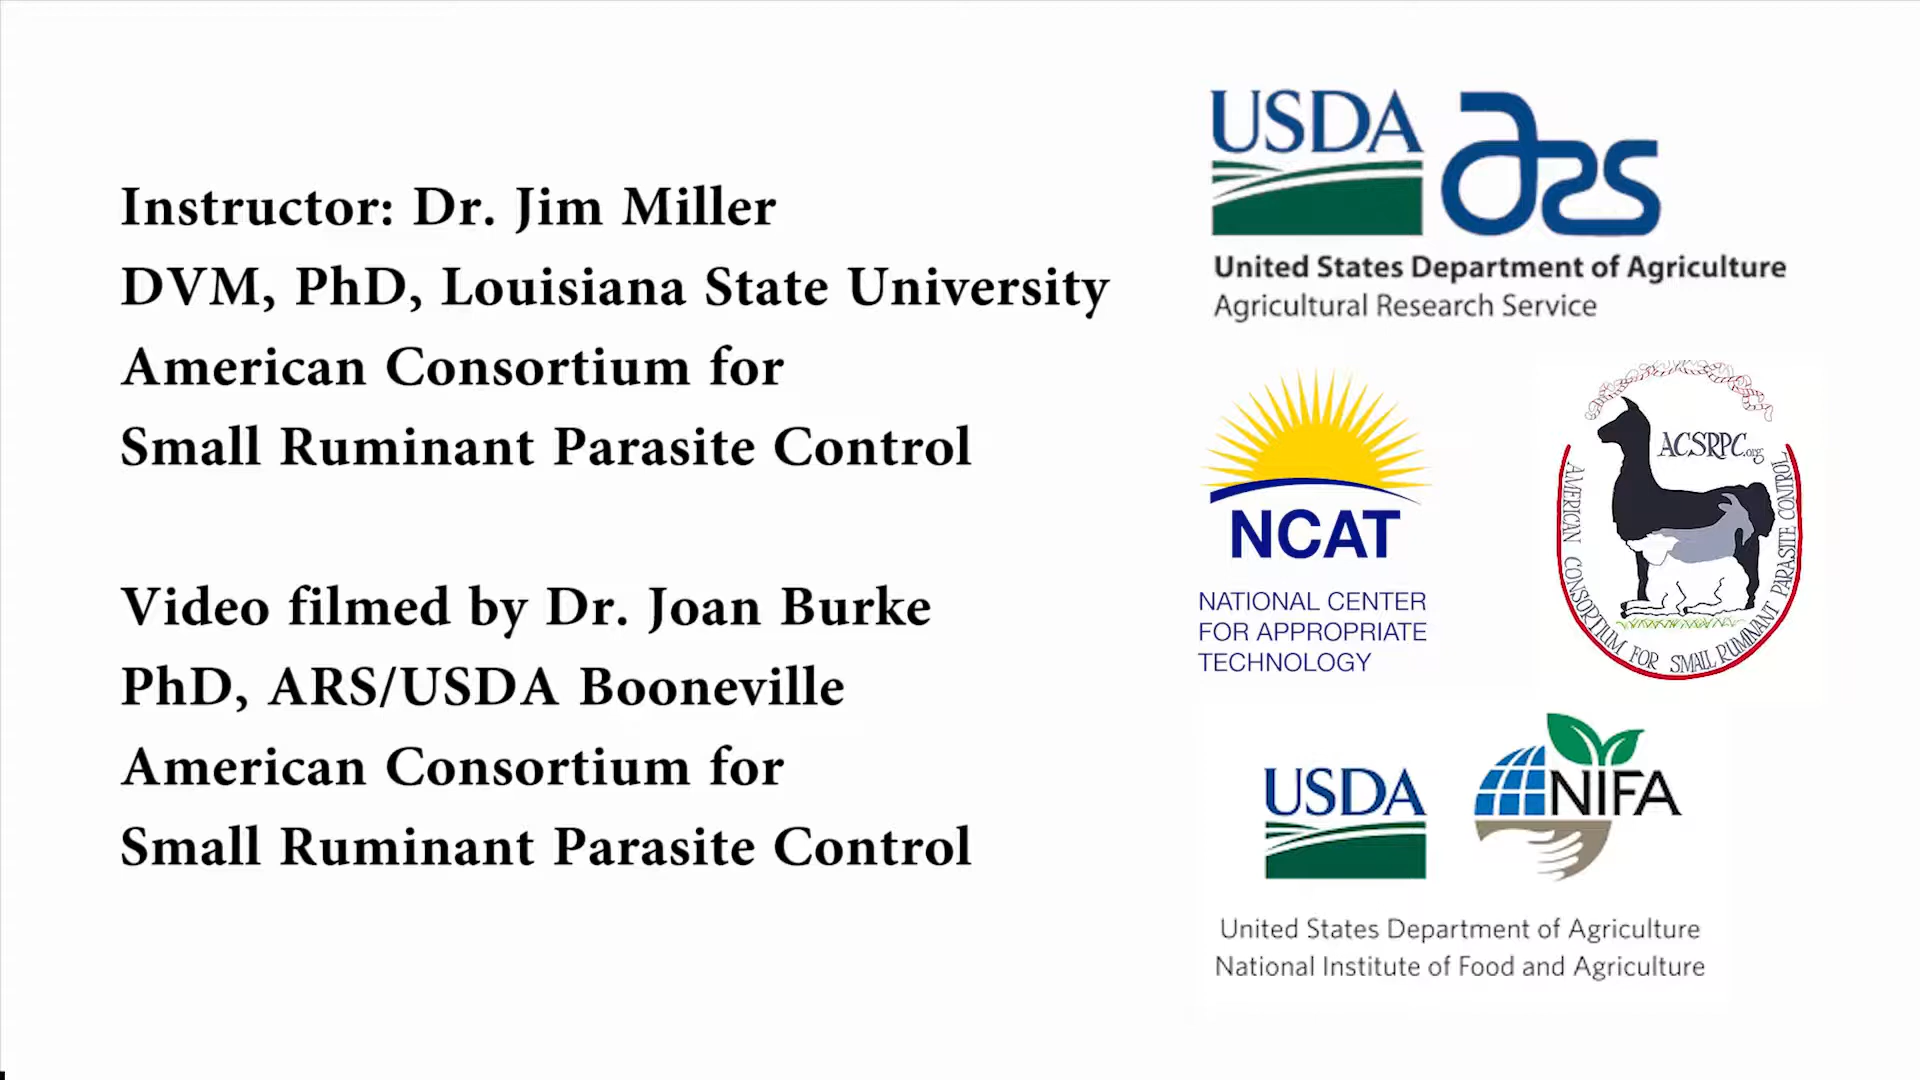 Instructor: Dr. Jim Miller
DVM, PhD, Louisiana State University
American Consortium for
Small Ruminant Parasite Control
Video filmed by Dr. Joan Burke
PhD, ARS/USDA Booneville
American Consortium for
Small Ruminant Parasite Control
USDA ars
United States Department of Agriculture
Agricultural Research Service
NCAT
NATIONAL CENTER
FOR APPROPRIATE
TECHNOLOGY
ACSRPC.org
AMERICAN CONSORTIUM FOR SMALL RUMINANT PARASITE CONTROL
USDA NIFA
United States Department of Agriculture
National Institute of Food and Agriculture